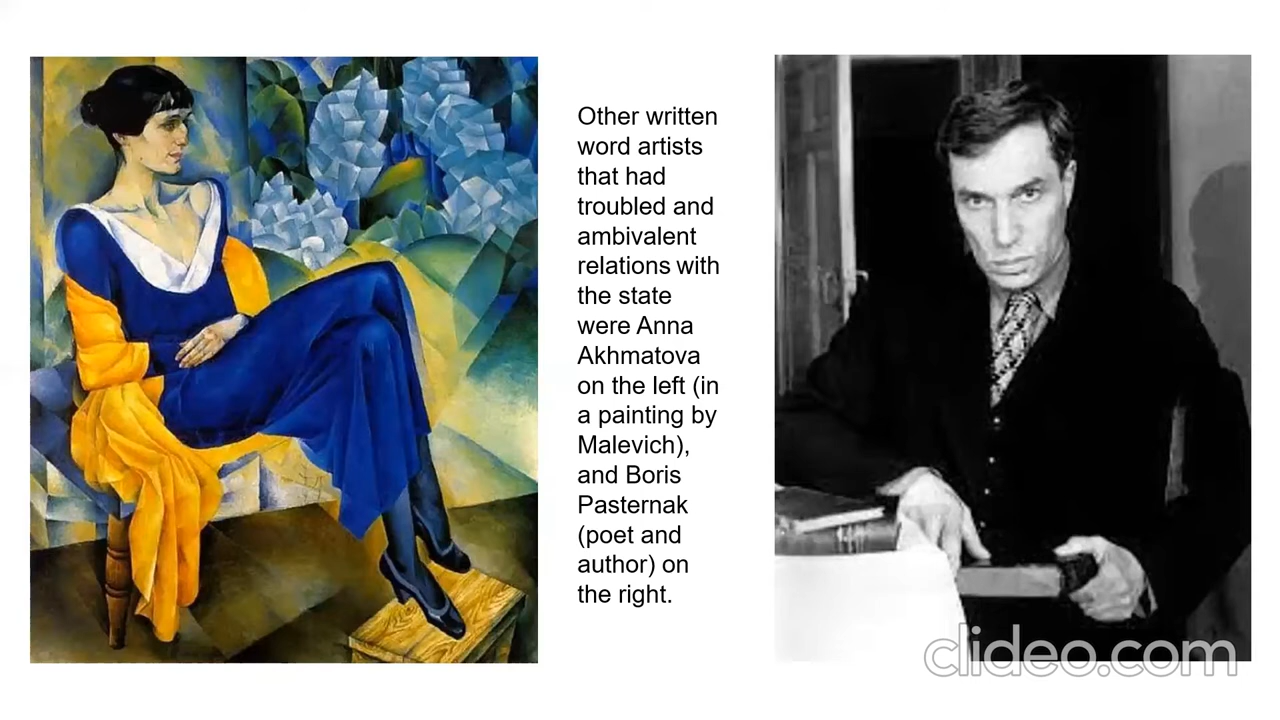 Other written
word artists
that had
troubled and
ambivalent
relations with
the state
were Anna
Akhmatova
on the left (in
a painting by
Malevich),
and Boris
Pasternak
(poet and
author) on
the right.
clideo.com